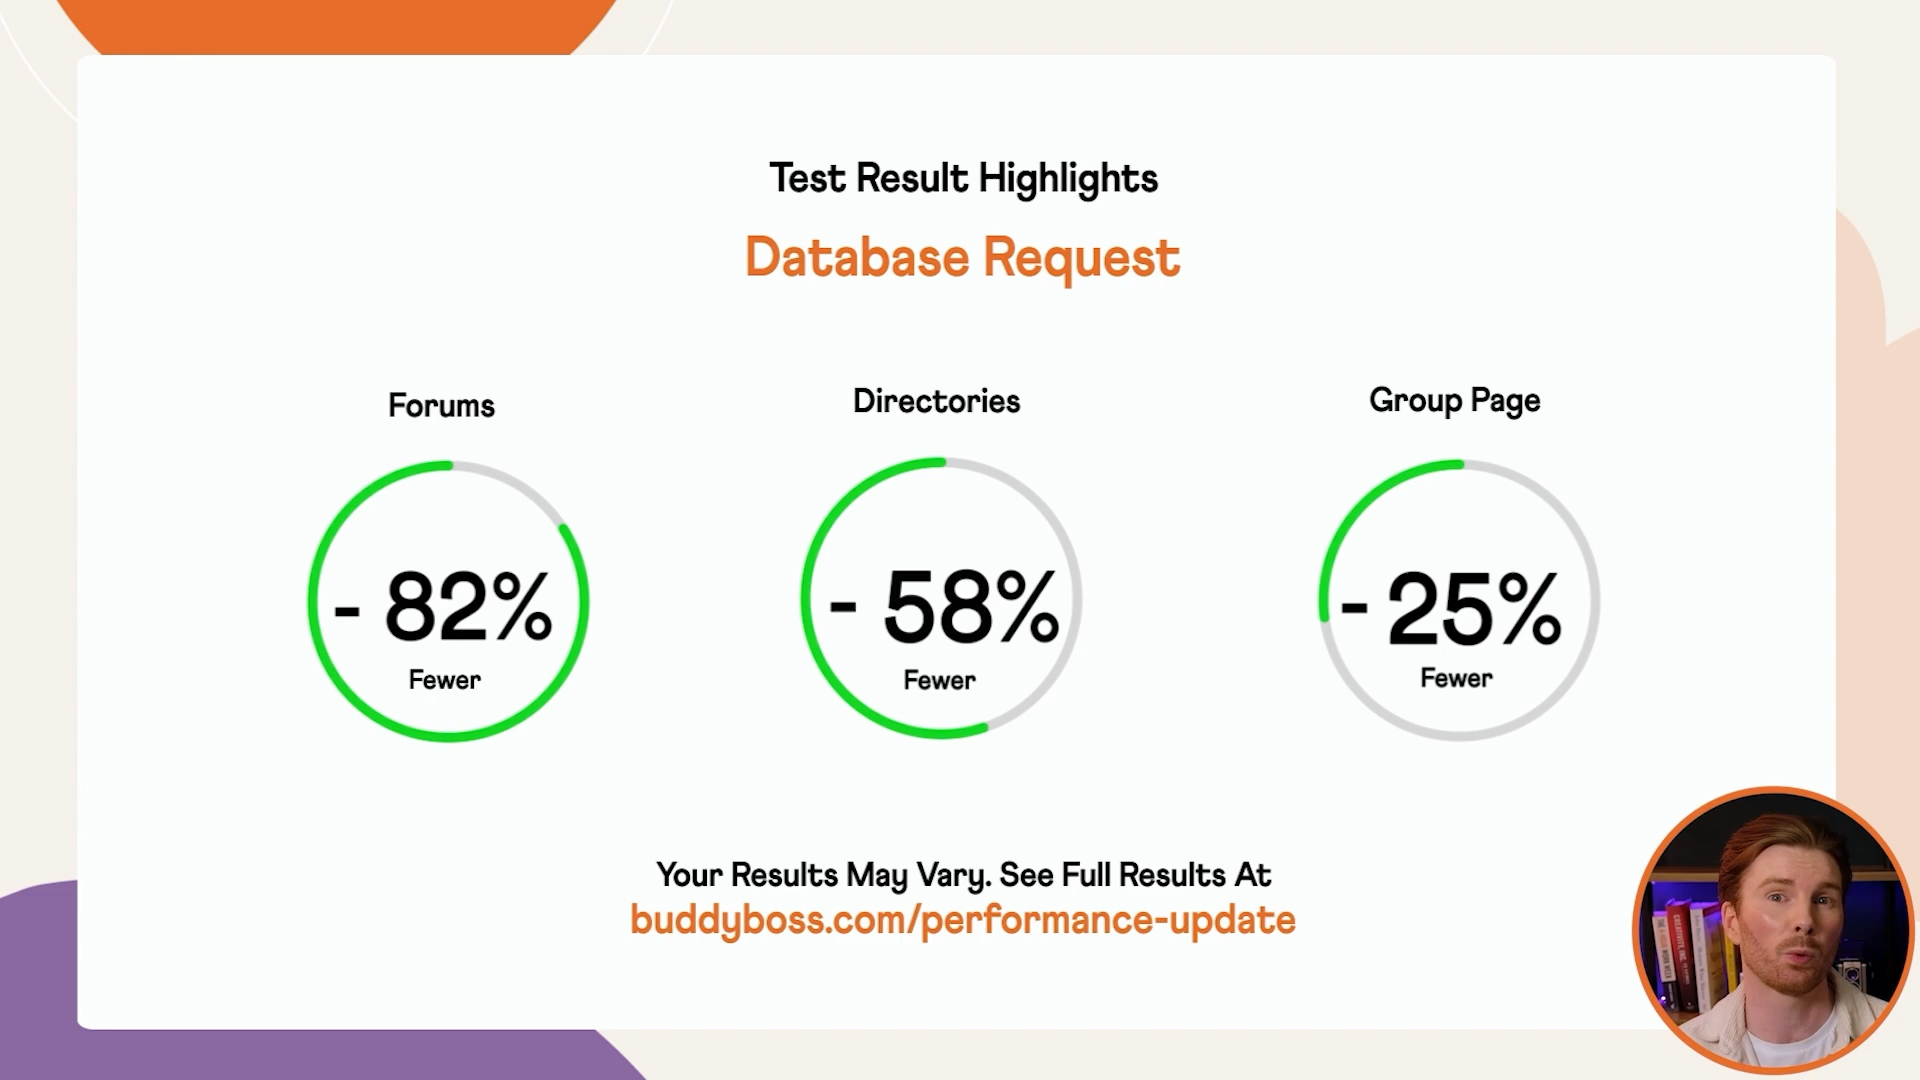 Test Result Highlights
Database Request
Forums
Directories
Group Page
- 82%
- 58%
- 25%
Fewer
Fewer
Fewer
Your Results May Vary. See Full Results At
buddyboss.com/performance-update